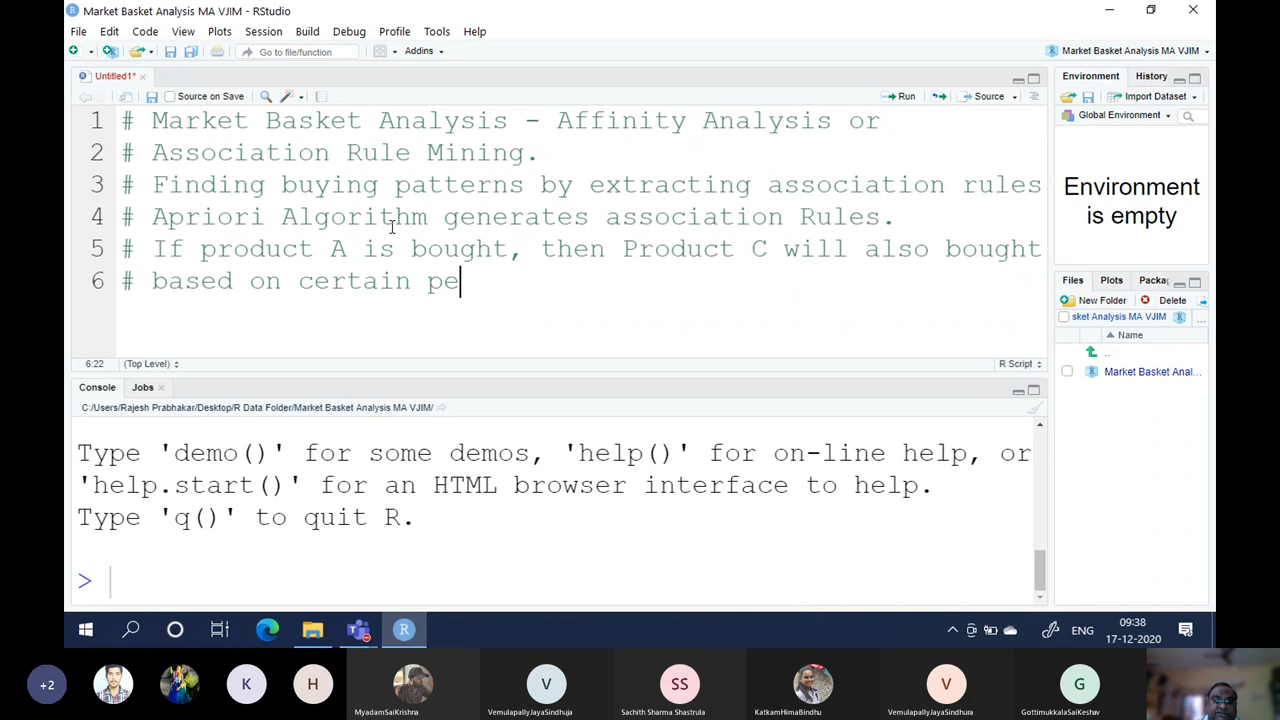 Market Basket Analysis MA VJIM - RStudio
File Edit Code View Plots Session Build Debug Profile Tools Help
Go to file/function Addins Market Basket Analysis MA VJIM
Untitled1*
Source on Save Run Source
1 # Market Basket Analysis - Affinity Analysis or
2 # Association Rule Mining.
3 # Finding buying patterns by extracting association rules
4 # Apriori Algorithm generates association Rules.
5 # If product A is bought, then Product C will also bought
6 # based on certain pe
6:22 (Top Level) R Script
Console Jobs
C:/Users/Rajesh Prabhakar/Desktop/R Data Folder/Market Basket Analysis MA VJIM/
Type 'demo()' for some demos, 'help()' for on-line help, or
'help.start()' for an HTML browser interface to help.
Type 'q()' to quit R.
>
Environment History
Import Dataset
Global Environment
Environment
is empty
Files Plots Packa
New Folder Delete
sket Analysis MA VJIM ...
Name
..
Market Basket Anal...
ENG
09:38
17-12-2020
+2 K H V SS V G
MyadamSaiKrishna VemulapallyJayaSindhuja Sachith Sharma Shastrula KatkamHimaBindhu VemulapallyJayaSindhura GottimukkalaSaiKeshav